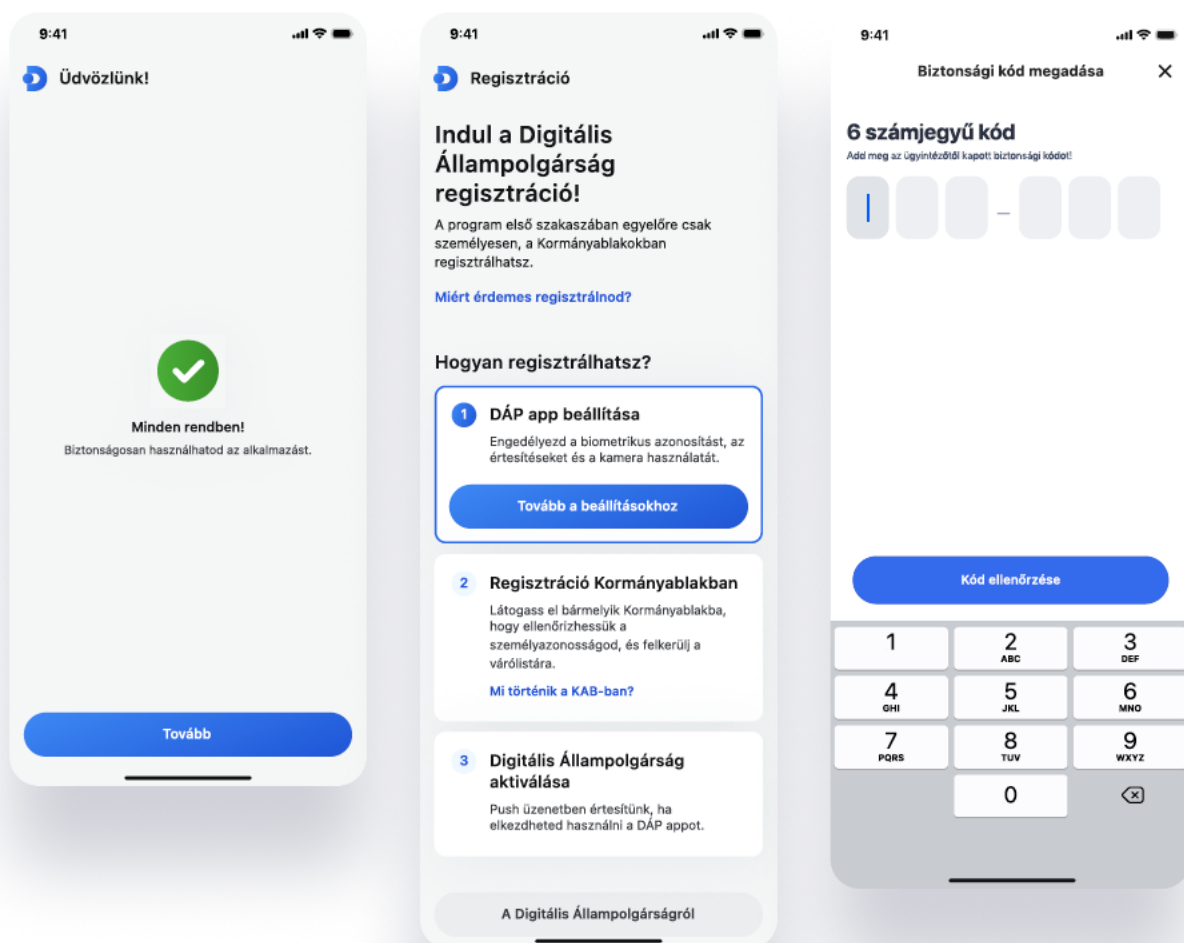 9:41
Üdvözlünk!
Minden rendben!
Biztonságosan használhatod az alkalmazást.
Tovább
9:41
Regisztráció
Indul a Digitális
Állampolgárság
regisztráció!
A program első szakaszában egyelőre csak
személyesen, a Kormányablakokban
regisztrálhatsz.
Miért érdemes regisztrálnod?
Hogyan regisztrálhatsz?
1 DÁP app beállítása
Engedélyezd a biometrikus azonosítást, az
értesítéseket és a kamera használatát.
Tovább a beállításokhoz
2 Regisztráció Kormányablakban
Látogass el bármelyik Kormányablakba,
hogy ellenőrizhessük a
személyazonosságod, és felkerülj a
várólistára.
Mi történik a KAB-ban?
3 Digitális Állampolgárság
aktiválása
Push üzenetben értesítünk, ha
elkezdheted használni a DÁP appot.
A Digitális Állampolgárságról
9:41
Biztonsági kód megadása
6 számjegyű kód
Add meg az ügyintézőtől kapott biztonsági kódot!
–
Kód ellenőrzése
1 2 3
ABC DEF
4 5 6
GHI JKL MNO
7 8 9
PQRS TUV WXYZ
0